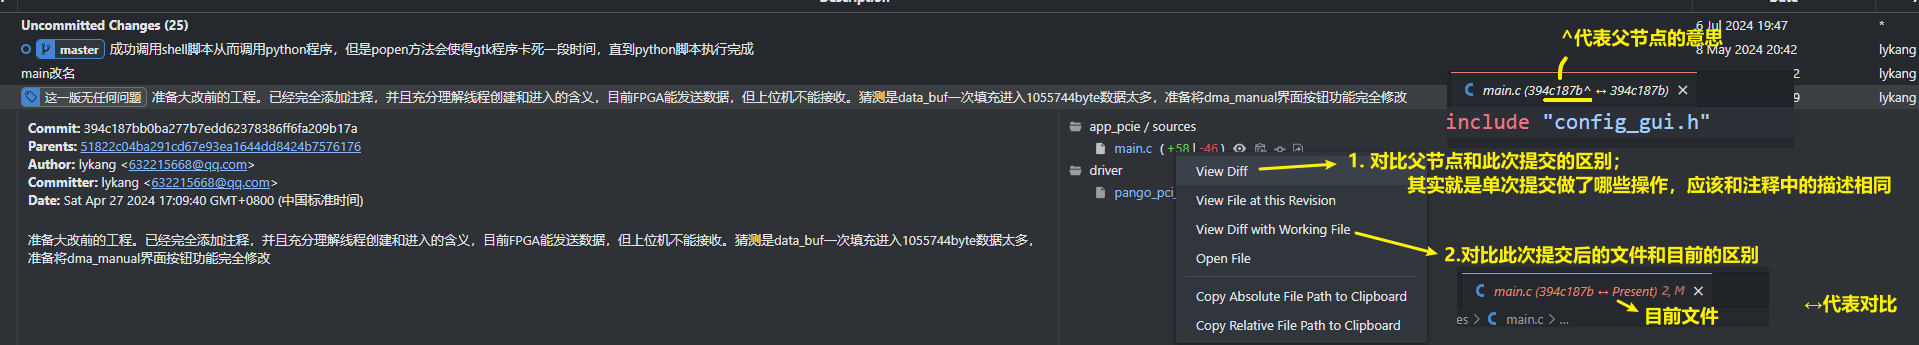 Description
Date
Uncommitted Changes (25)
6 Jul 2024 19:47
*
^代表父节点的意思
master 成功调用shell脚本从而调用python程序，但是popen方法会使得gtk程序卡死一段时间，直到python脚本执行完成
8 May 2024 20:42
lykang
main改名
2
lykang
这一版无任何问题 准备大改前的工程。已经完全添加注释，并且充分理解线程创建和进入的含义，目前FPGA能发送数据，但上位机不能接收。猜测是data_buf一次填充进入1055744byte数据太多，准备将dma_manual界面按钮功能完全修改
9
lykang
C main.c (394c187b^ ↔ 394c187b) ×
include "config_gui.h"
Commit: 394c187bb0ba277b7edd62378386ff6fa209b17a
Parents: 51822c04ba291cd67e93ea1644dd8424b7576176
Author: lykang <632215668@qq.com>
Committer: lykang <632215668@qq.com>
Date: Sat Apr 27 2024 17:09:40 GMT+0800 (中国标准时间)
准备大改前的工程。已经完全添加注释，并且充分理解线程创建和进入的含义，目前FPGA能发送数据，但上位机不能接收。猜测是data_buf一次填充进入1055744byte数据太多，
准备将dma_manual界面按钮功能完全修改
app_pcie / sources
main.c (+58|-46)
driver
pango_pci_
View Diff
View File at this Revision
View Diff with Working File
Open File
Copy Absolute File Path to Clipboard
Copy Relative File Path to Clipboard
1. 对比父节点和此次提交的区别；
其实就是单次提交做了哪些操作，应该和注释中的描述相同
2.对比此次提交后的文件和目前的区别
C main.c (394c187b ↔ Present) 2, M ×
es > C main.c > ...
目前文件
↔代表对比